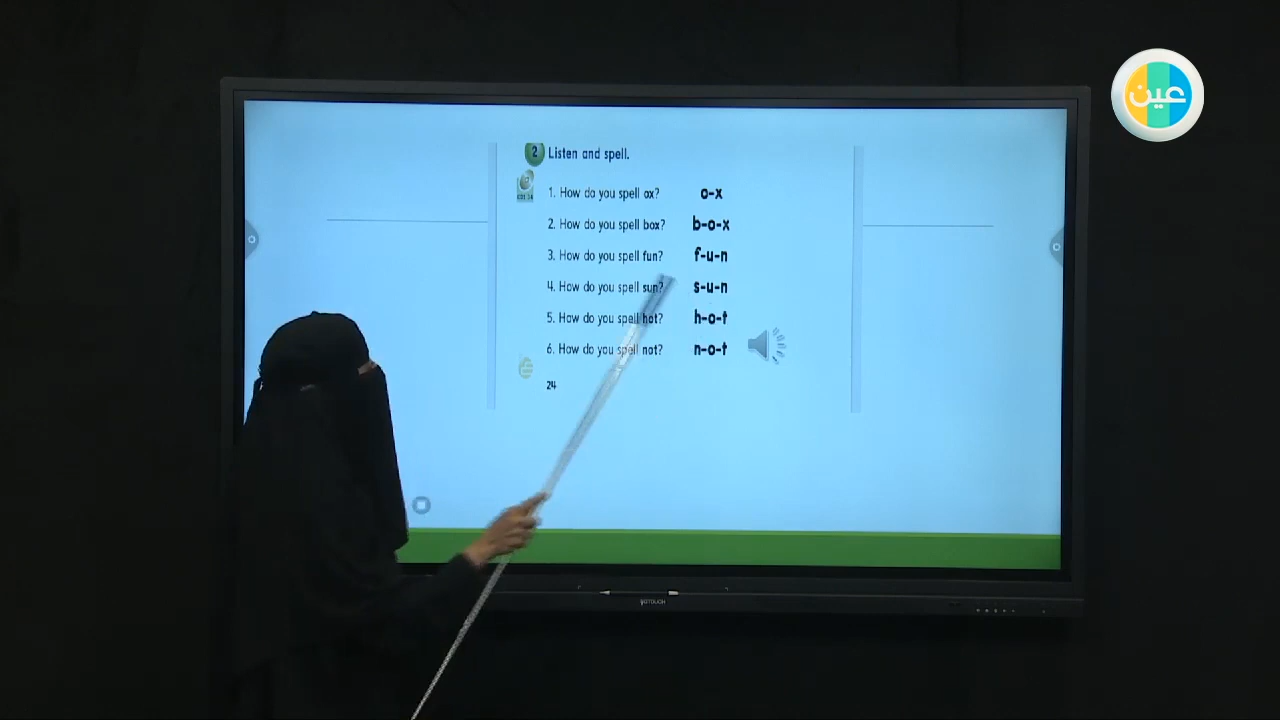 عين
2 Listen and spell.
1. How do you spell ox? o-x
2. How do you spell box? b-o-x
3. How do you spell fun? f-u-n
4. How do you spell sun? s-u-n
5. How do you spell hot? h-o-t
6. How do you spell not? n-o-t
24